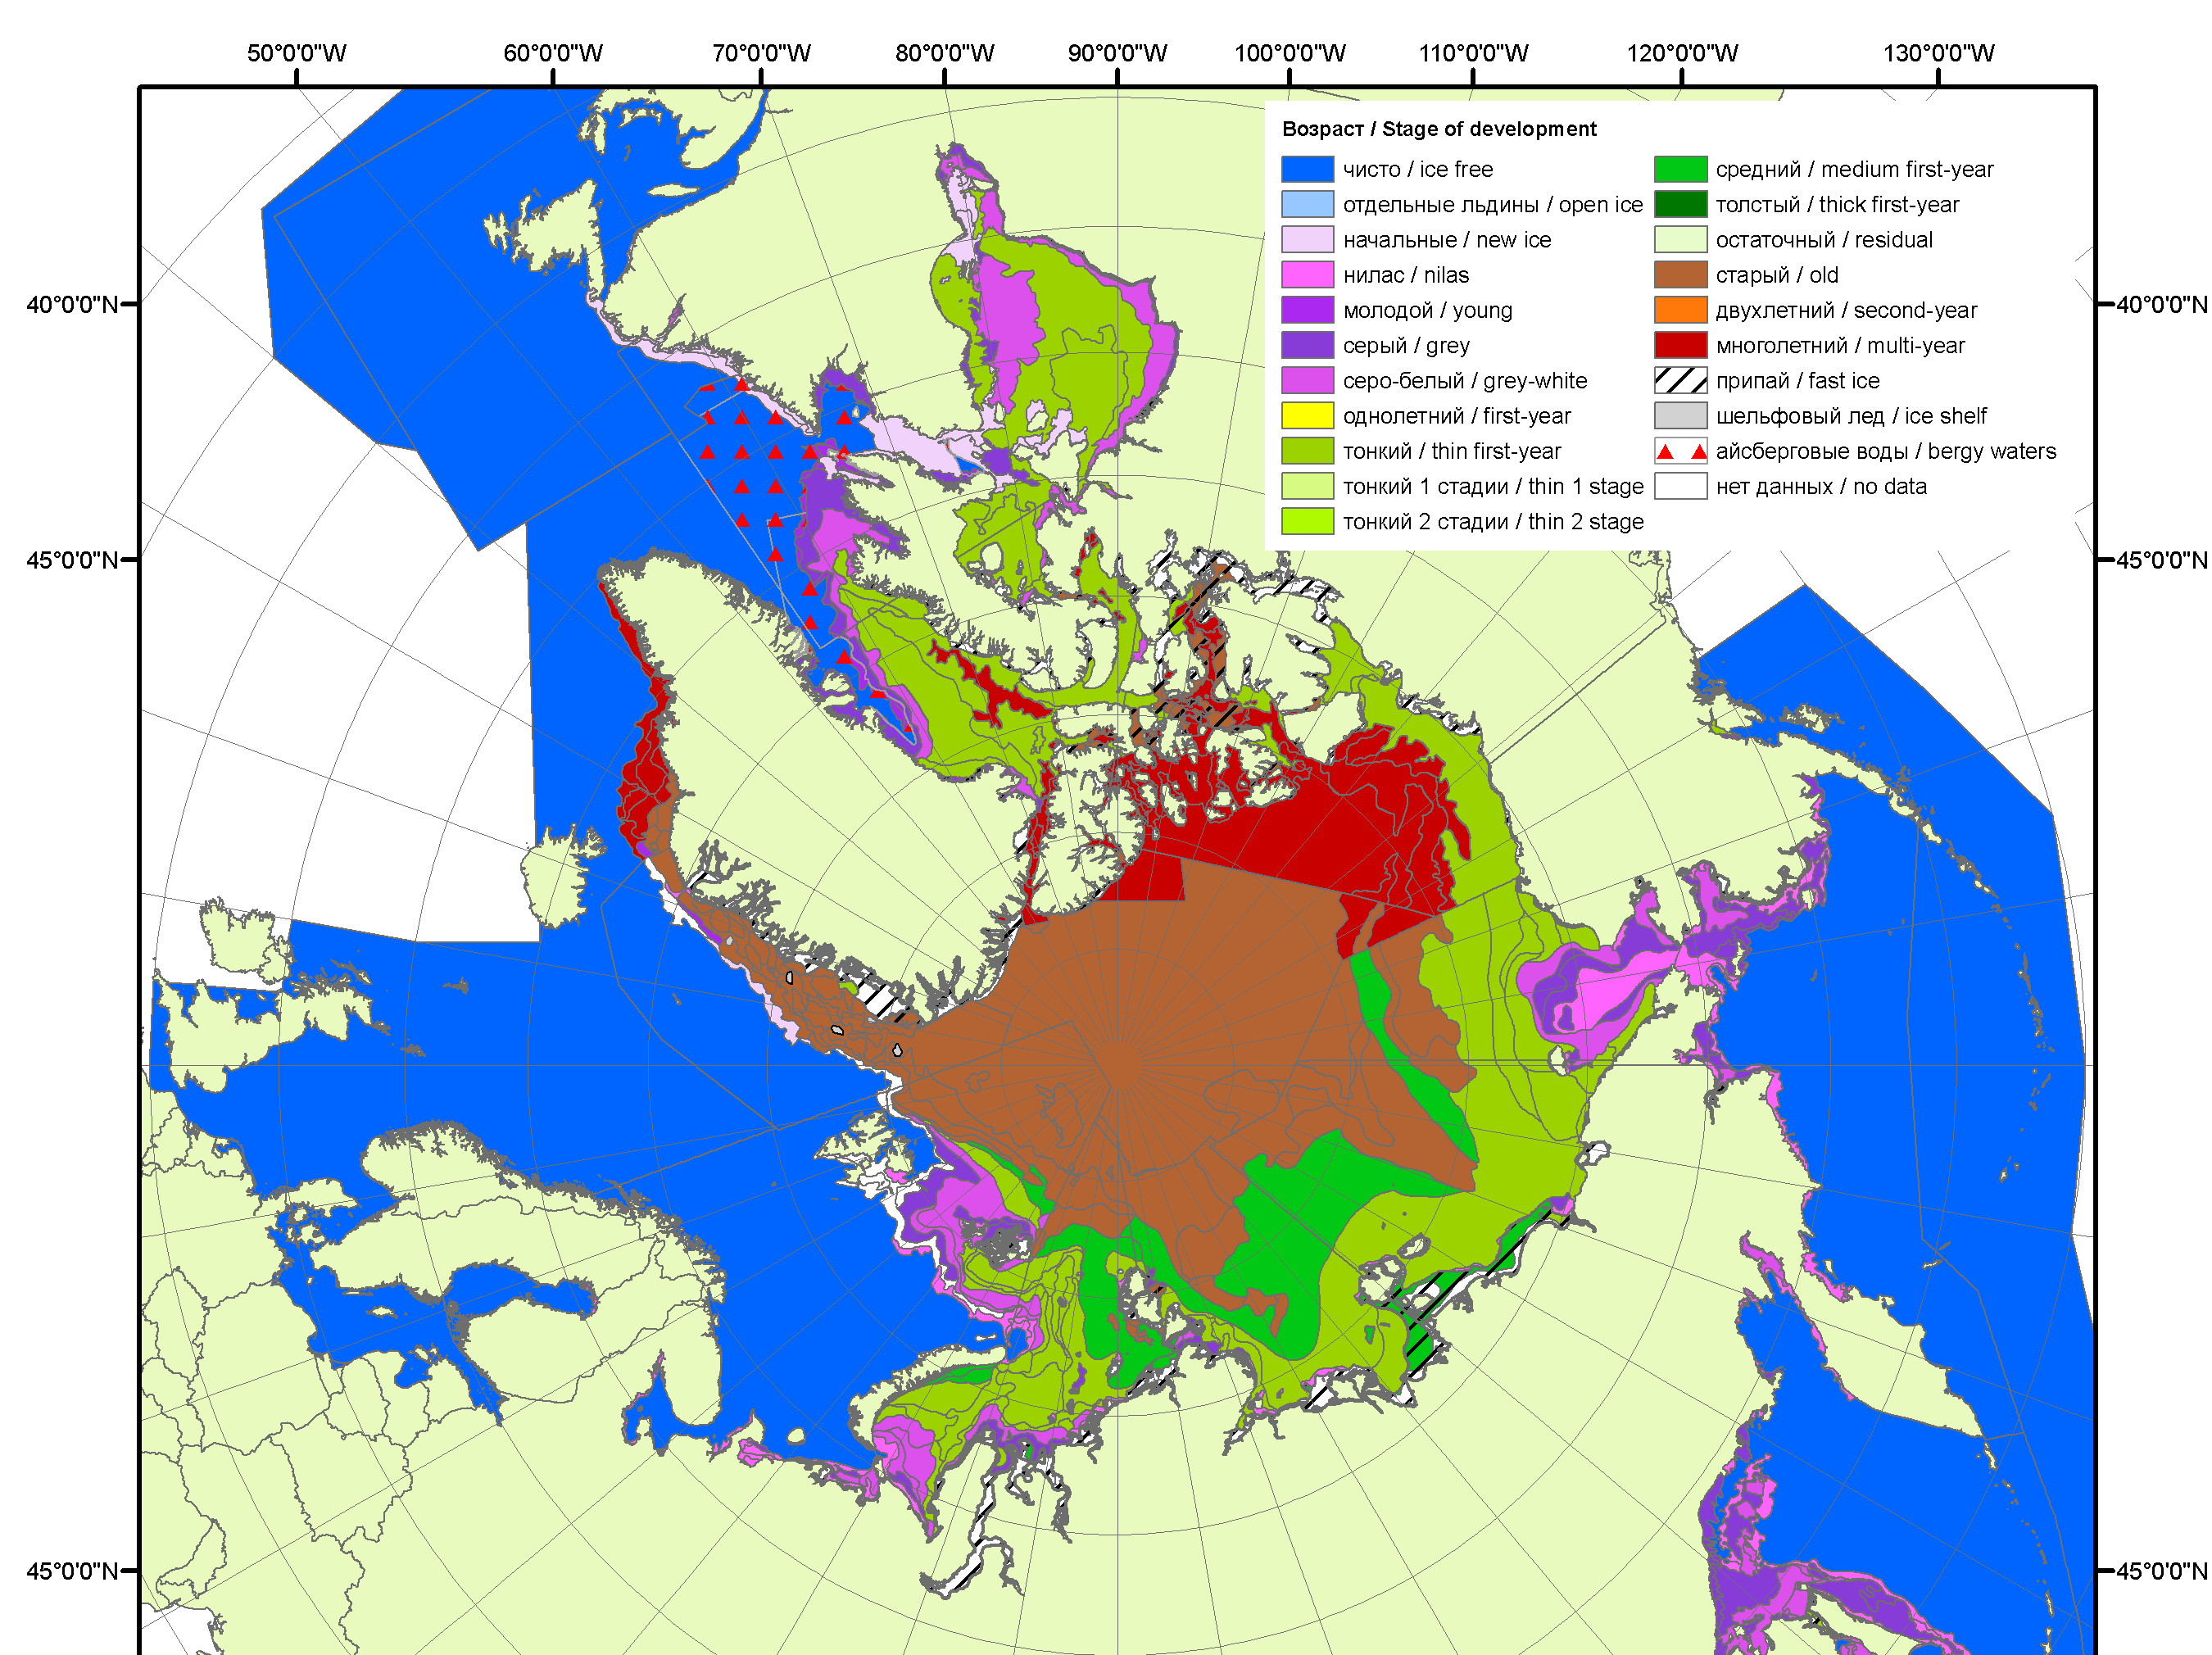 50°0'0"W 60°0'0"W 70°0'0"W 80°0'0"W 90°0'0"W 100°0'0"W 110°0'0"W 120°0'0"W 130°0'0"W
Возраст / Stage of development
чисто / ice free
отдельные льдины / open ice
начальные / new ice
нилас / nilas
молодой / young
серый / grey
серо-белый / grey-white
однолетний / first-year
тонкий / thin first-year
тонкий 1 стадии / thin 1 stage
тонкий 2 стадии / thin 2 stage
средний / medium first-year
толстый / thick first-year
остаточный / residual
старый / old
двухлетний / second-year
многолетний / multi-year
припай / fast ice
шельфовый лед / ice shelf
айсберговые воды / bergy waters
нет данных / no data
40°0'0"N 40°0'0"N
45°0'0"N 45°0'0"N
45°0'0"N 45°0'0"N